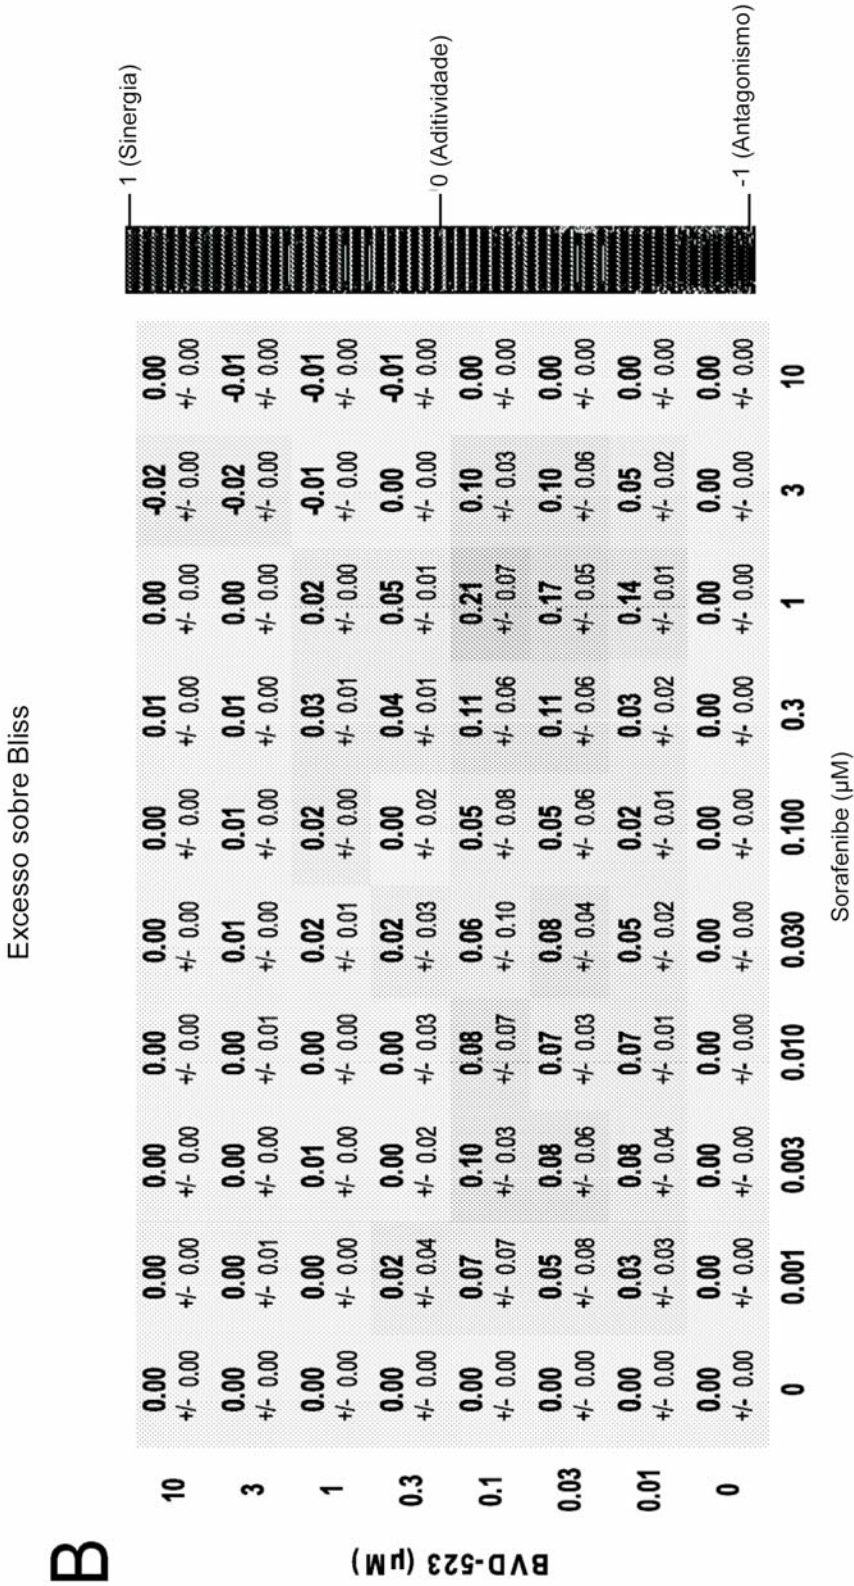 B
Excesso sobre Bliss
BVD-523 (µM)
10
0.00 0.00 0.00 0.00 0.00 0.00 0.01 0.00 -0.02 0.00
+/- 0.00 +/- 0.00 +/- 0.00 +/- 0.00 +/- 0.00 +/- 0.00 +/- 0.00 +/- 0.00 +/- 0.00 +/- 0.00
3
0.00 0.00 0.00 0.00 0.01 0.01 0.01 0.00 -0.02 -0.01
+/- 0.00 +/- 0.01 +/- 0.00 +/- 0.01 +/- 0.00 +/- 0.00 +/- 0.00 +/- 0.00 +/- 0.00 +/- 0.00
1
0.00 0.00 0.01 0.00 0.02 0.02 0.03 0.02 -0.01 -0.01
+/- 0.00 +/- 0.00 +/- 0.00 +/- 0.00 +/- 0.01 +/- 0.00 +/- 0.01 +/- 0.00 +/- 0.00 +/- 0.00
0.3
0.00 0.02 0.00 0.00 0.02 0.00 0.04 0.05 0.00 -0.01
+/- 0.00 +/- 0.04 +/- 0.02 +/- 0.03 +/- 0.03 +/- 0.02 +/- 0.01 +/- 0.01 +/- 0.00 +/- 0.00
0.1
0.00 0.07 0.10 0.08 0.06 0.05 0.11 0.21 0.10 0.00
+/- 0.00 +/- 0.07 +/- 0.03 +/- 0.07 +/- 0.10 +/- 0.08 +/- 0.06 +/- 0.07 +/- 0.03 +/- 0.00
0.03
0.00 0.05 0.08 0.07 0.08 0.05 0.11 0.17 0.10 0.00
+/- 0.00 +/- 0.08 +/- 0.06 +/- 0.03 +/- 0.04 +/- 0.06 +/- 0.06 +/- 0.05 +/- 0.06 +/- 0.00
0.01
0.00 0.03 0.08 0.07 0.05 0.02 0.03 0.14 0.05 0.00
+/- 0.00 +/- 0.03 +/- 0.04 +/- 0.01 +/- 0.02 +/- 0.01 +/- 0.02 +/- 0.01 +/- 0.02 +/- 0.00
0
0.00 0.00 0.00 0.00 0.00 0.00 0.00 0.00 0.00 0.00
+/- 0.00 +/- 0.00 +/- 0.00 +/- 0.00 +/- 0.00 +/- 0.00 +/- 0.00 +/- 0.00 +/- 0.00 +/- 0.00
0 0.001 0.003 0.010 0.030 0.100 0.3 1 3 10
Sorafenibe (µM)
1 (Sinergia)
0 (Aditividade)
-1 (Antagonismo)